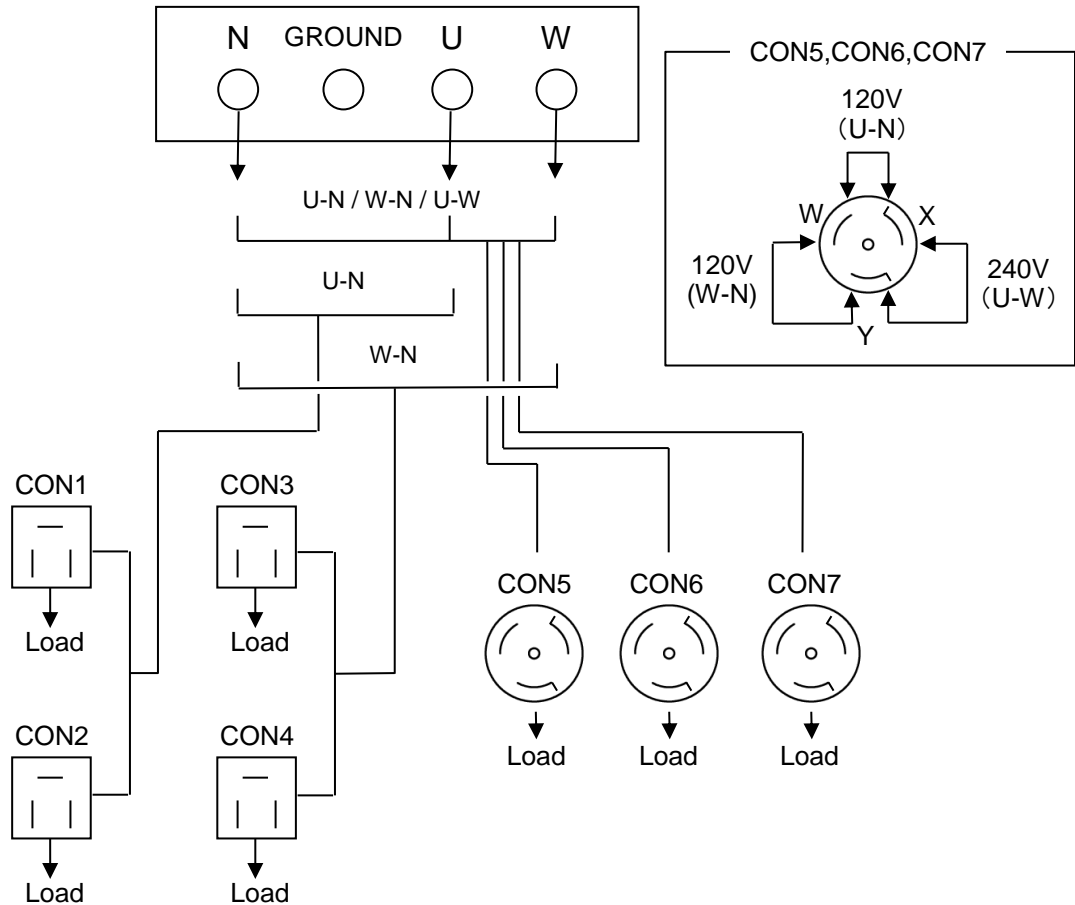 N GROUND U W
CON5,CON6,CON7
120V
（U-N）
W X
120V
(W-N)
240V
（U-W）
Y
U-N / W-N / U-W
U-N
W-N
CON1 CON3
Load Load
CON5 CON6 CON7
Load Load Load
CON2 CON4
Load Load